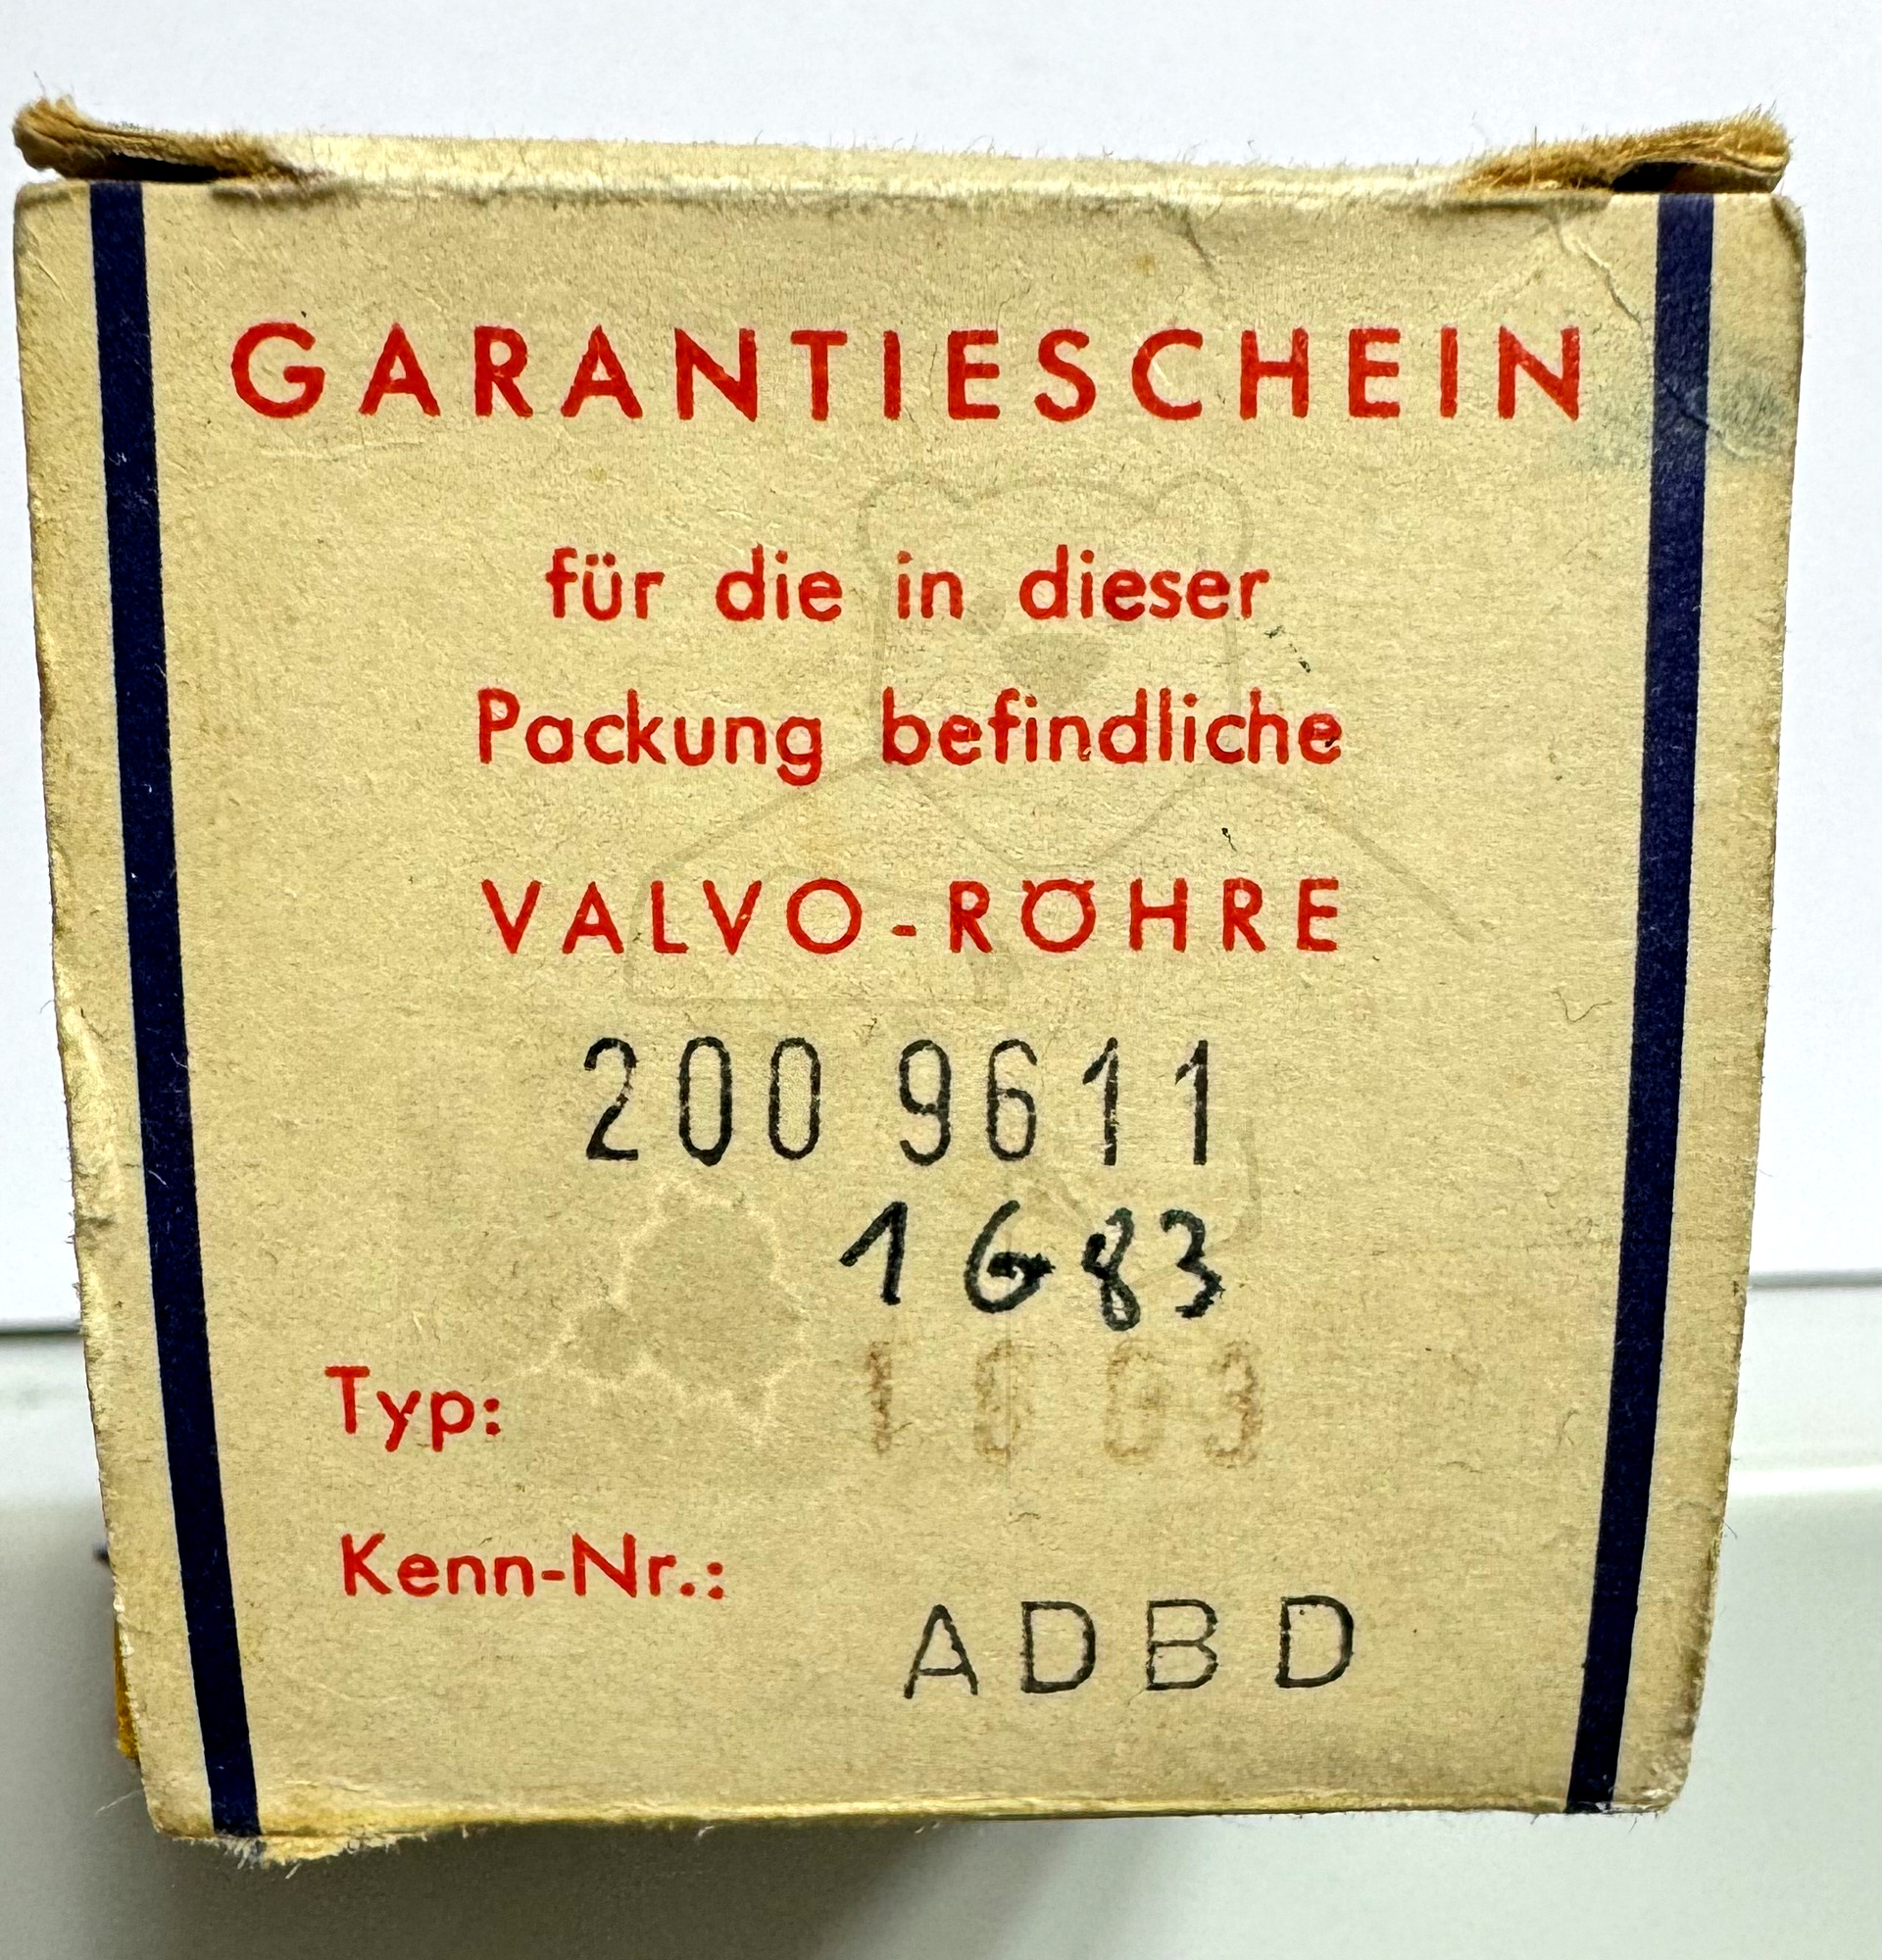 GARANTIESCHEIN
für die in dieser
Packung befindliche
VALVO-RÖHRE
200 9611
1683
Typ:
Kenn-Nr.:
ADBD